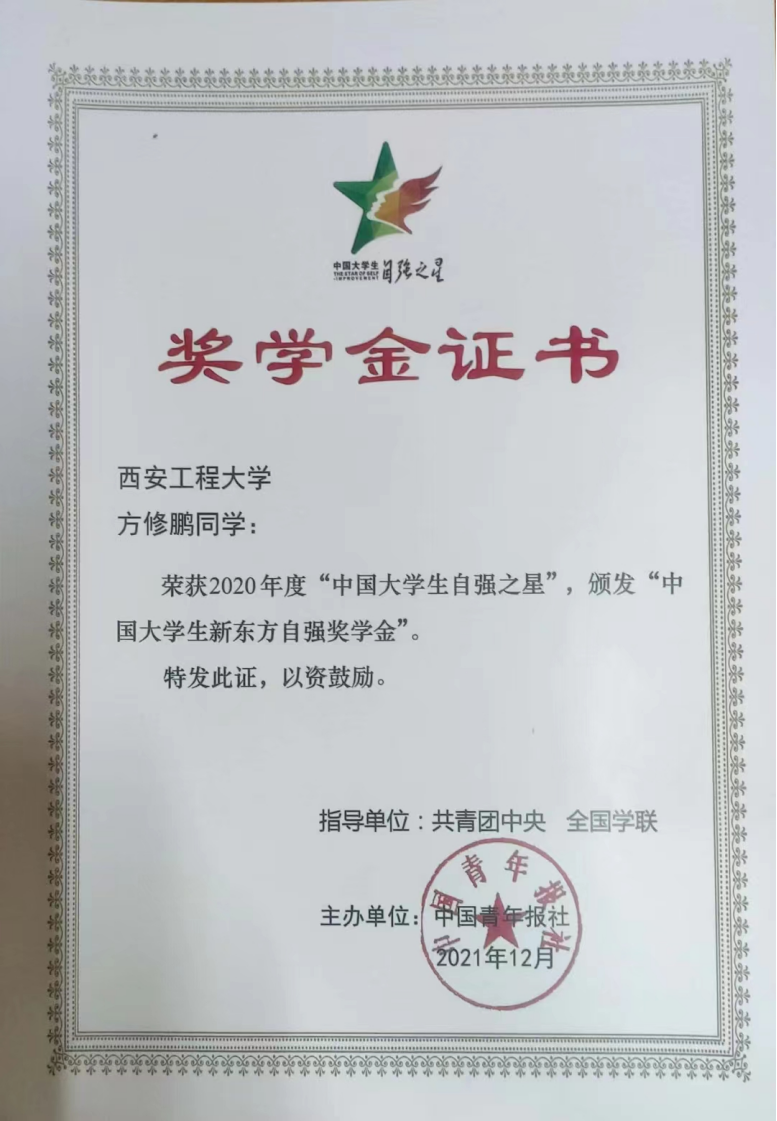 中国大学生
THE STAR OF SELF
-IMPROVEMENT
自强之星
奖学金证书
西安工程大学
方修鹏同学：
荣获2020年度“中国大学生自强之星”，颁发“中
国大学生新东方自强奖学金”。
特发此证，以资鼓励。
指导单位：共青团中央 全国学联
主办单位：中国青年报社
2021年12月
中国青年报社